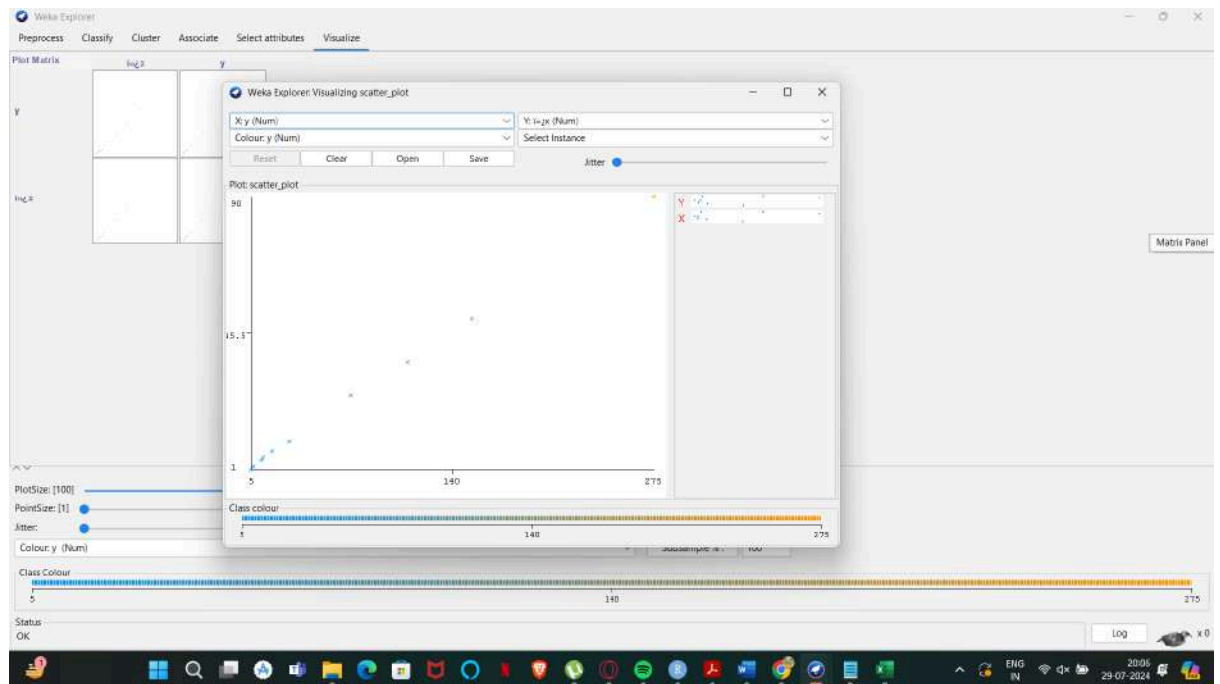 Weka Explorer
Preprocess Classify Cluster Associate Select attributes Visualize
Plot Matrix
y
y
Weka Explorer: Visualizing scatter_plot
X: y (Num)
(Num)
Colour: y (Num)
Select Instance
Reset Clear Open Save
Jitter
Plot: scatter_plot
90
1
5 140 275
Y
X
Class colour
5 140 275
Matrix Panel
PlotSize: [100]
PointSize: [1]
Jitter:
Colour: y (Num)
100
Class Colour
5 140 275
Status
OK
Log
x 0
ENG
IN
20:05
29-07-2024